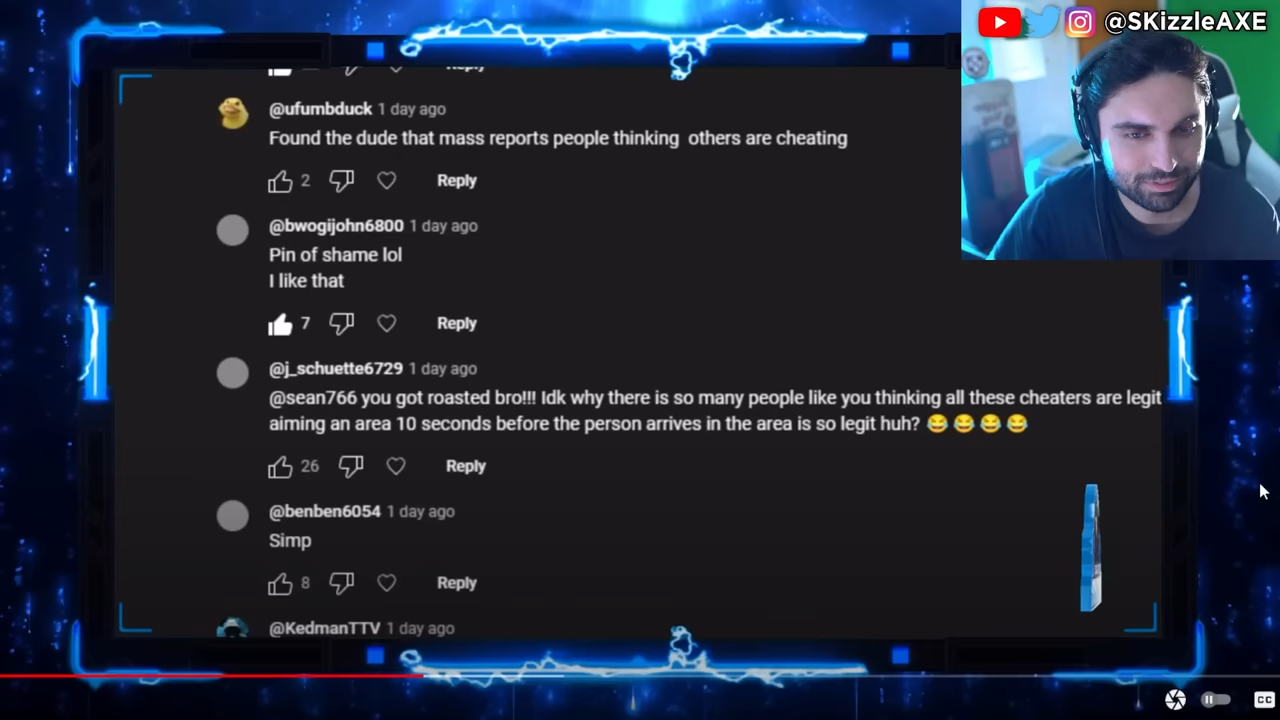 @SKizzleAXE
Reply
@ufumbduck 1 day ago
Found the dude that mass reports people thinking others are cheating
2 Reply
@bwogijohn6800 1 day ago
Pin of shame lol
I like that
7 Reply
@j_schuette6729 1 day ago
@sean766 you got roasted bro!!! Idk why there is so many people like you thinking all these cheaters are legit
aiming an area 10 seconds before the person arrives in the area is so legit huh? 😂 😂 😂 😂
26 Reply
@benben6054 1 day ago
Simp
8 Reply
@KedmanTTV 1 day ago
CC